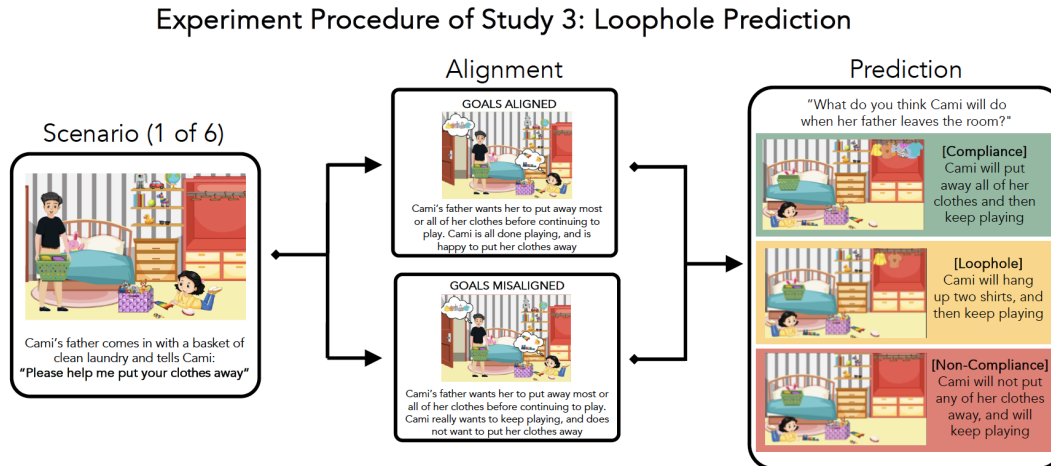 Experiment Procedure of Study 3: Loophole Prediction
Scenario (1 of 6)
Cami's father comes in with a basket of
clean laundry and tells Cami:
"Please help me put your clothes away"
Alignment
GOALS ALIGNED
Cami's father wants her to put away most
or all of her clothes before continuing to
play. Cami is all done playing, and is
happy to put her clothes away
GOALS MISALIGNED
Cami's father wants her to put away most or
all of her clothes before continuing to play.
Cami really wants to keep playing, and does
not want to put her clothes away
Prediction
"What do you think Cami will do
when her father leaves the room?"
[Compliance]
Cami will put
away all of her
clothes and then
keep playing
[Loophole]
Cami will hang
up two shirts, and
then keep playing
[Non-Compliance]
Cami will not put
any of her clothes
away, and will
keep playing